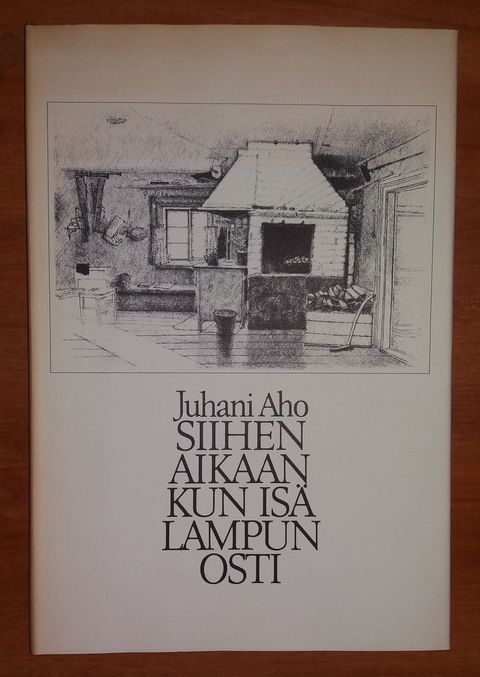 Juhani Aho
SIIHEN
AIKAAN
KUN ISÄ
LAMPUN
OSTI